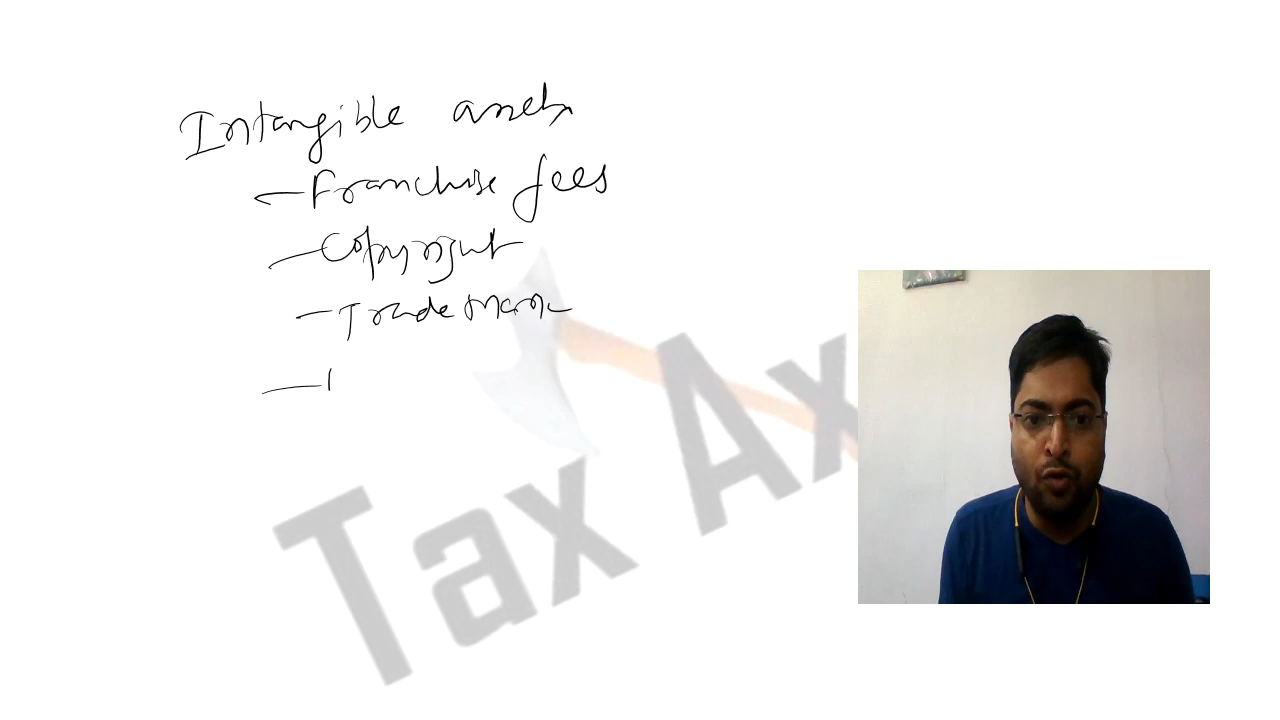 Intangible assets
- Franchise fees
- Copyright
- Trade Mark
-
Tax Ax